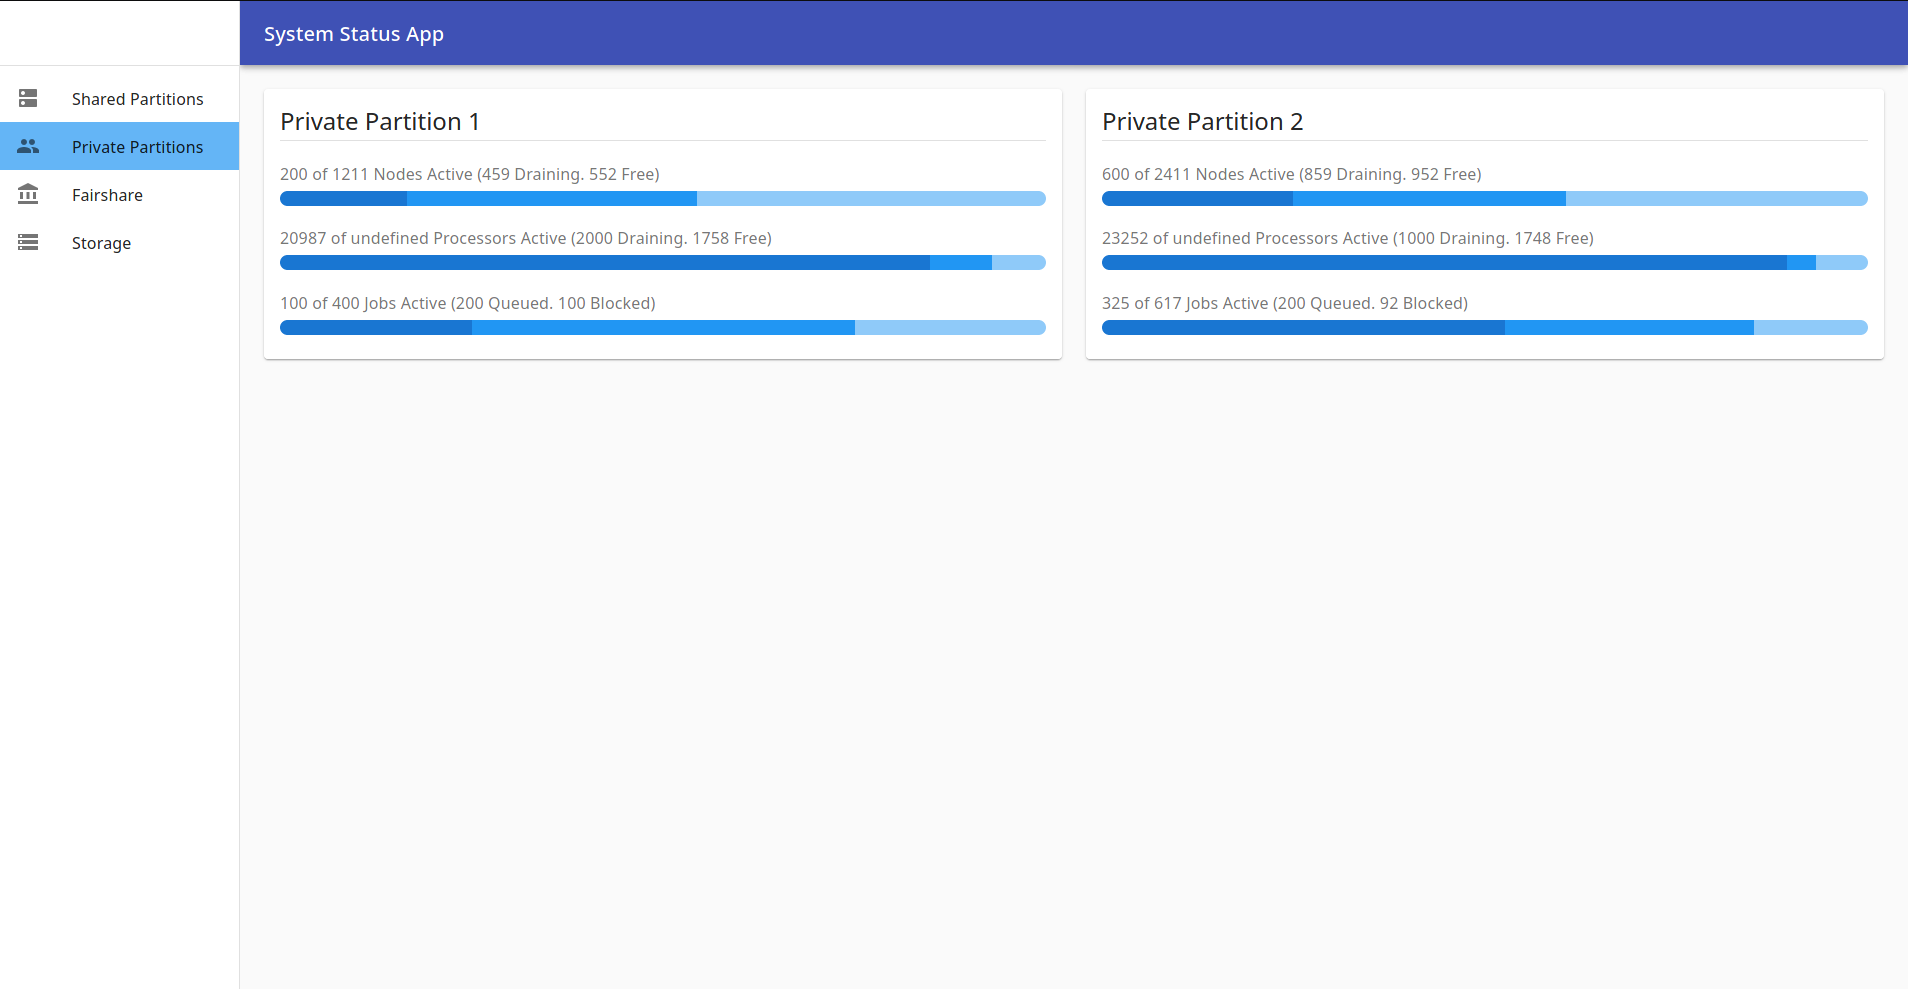 System Status App
Shared Partitions
Private Partitions
Fairshare
Storage
Private Partition 1
200 of 1211 Nodes Active (459 Draining. 552 Free)
20987 of undefined Processors Active (2000 Draining. 1758 Free)
100 of 400 Jobs Active (200 Queued. 100 Blocked)
Private Partition 2
600 of 2411 Nodes Active (859 Draining. 952 Free)
23252 of undefined Processors Active (1000 Draining. 1748 Free)
325 of 617 Jobs Active (200 Queued. 92 Blocked)